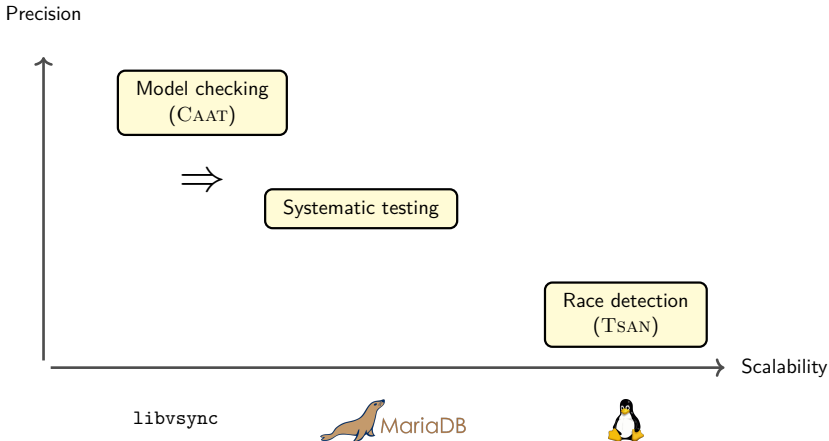 Precision
Model checking
(CAAT)
⇒
Systematic testing
Race detection
(TSAN)
Scalability
libvsync
MariaDB